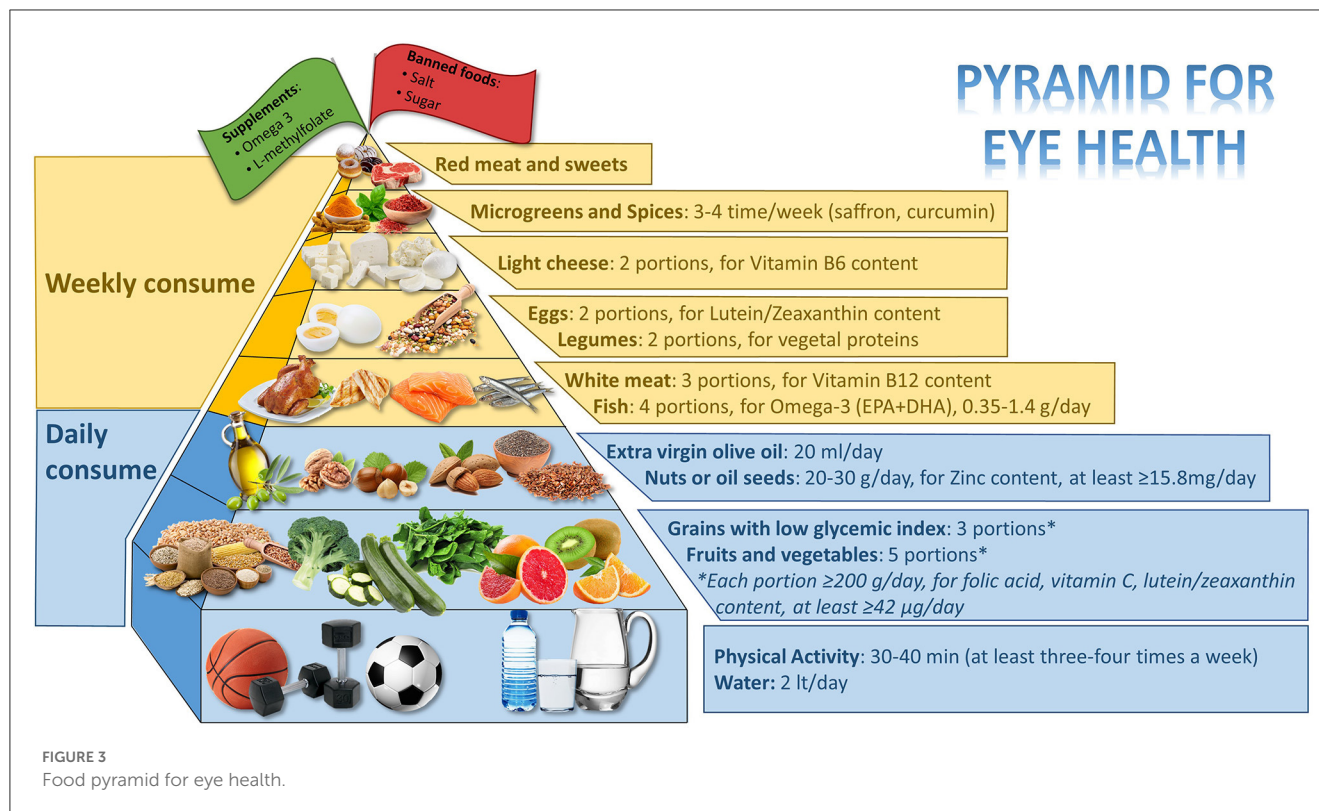 PYRAMID FOR
EYE HEALTH
Supplements:
• Omega 3
• L-methylfolate
Banned foods:
• Salt
• Sugar
Weekly consume
Red meat and sweets
Microgreens and Spices: 3-4 time/week (saffron, curcumin)
Light cheese: 2 portions, for Vitamin B6 content
Eggs: 2 portions, for Lutein/Zeaxanthin content
Legumes: 2 portions, for vegetal proteins
White meat: 3 portions, for Vitamin B12 content
Fish: 4 portions, for Omega-3 (EPA+DHA), 0.35-1.4 g/day
Daily
consume
Extra virgin olive oil: 20 ml/day
Nuts or oil seeds: 20-30 g/day, for Zinc content, at least ≥15.8mg/day
Grains with low glycemic index: 3 portions*
Fruits and vegetables: 5 portions*
*Each portion ≥200 g/day, for folic acid, vitamin C, lutein/zeaxanthin
content, at least ≥42 µg/day
Physical Activity: 30-40 min (at least three-four times a week)
Water: 2 lt/day
FIGURE 3
Food pyramid for eye health.